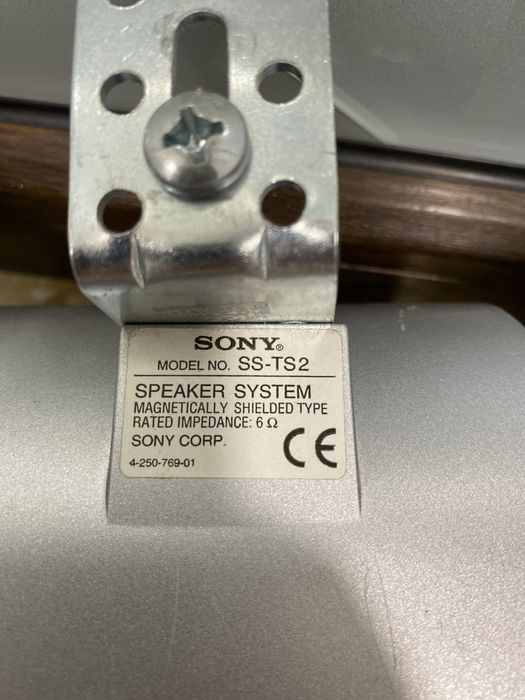 SONY®
MODEL NO. SS-TS2
SPEAKER SYSTEM
MAGNETICALLY SHIELDED TYPE
RATED IMPEDANCE: 6 Ω
SONY CORP. CE
4-250-769-01